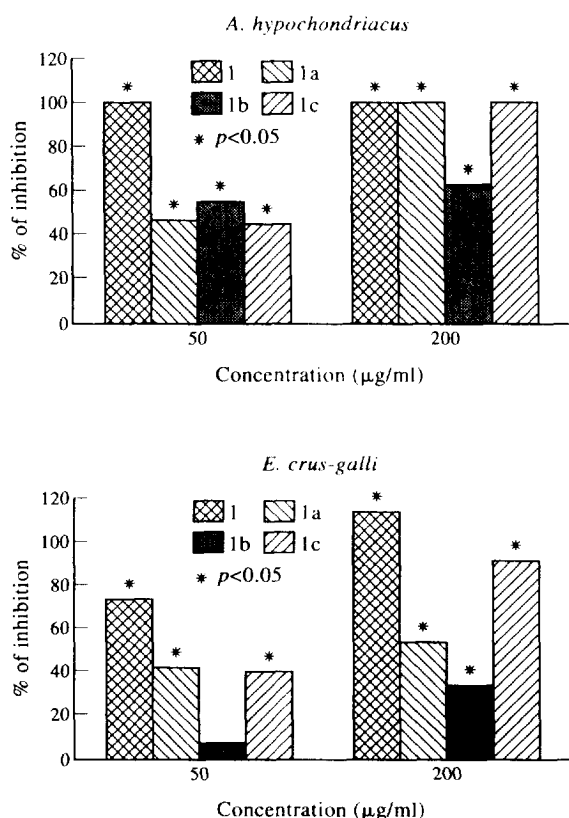 A. hypochondriacus
120
100
80
60
40
20
0
% of inhibition
1 1a
1b 1c
* p<0.05
* * * * * * * *
50 200
Concentration (μg/ml)
E. crus-galli
120
100
80
60
40
20
0
% of inhibition
1 1a
1b 1c
* p<0.05
* * * * * * *
50 200
Concentration (μg/ml)